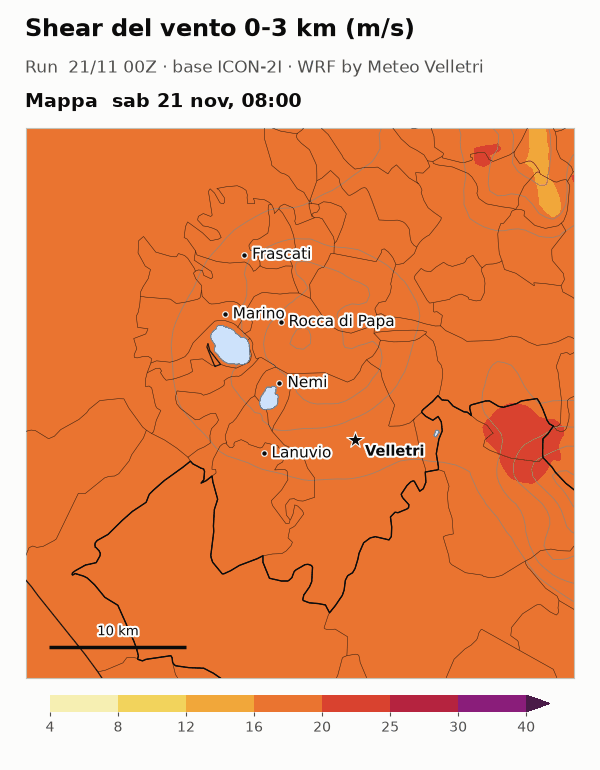 Shear del vento 0-3 km (m/s)
Run  21/11 00Z · base ICON-2I · WRF by Meteo Velletri
Mappa  sab 21 nov, 08:00
Frascati
Marino
Rocca di Papa
Nemi
Velletri
Lanuvio
10 km
4 8 12 16 20 25 30 40